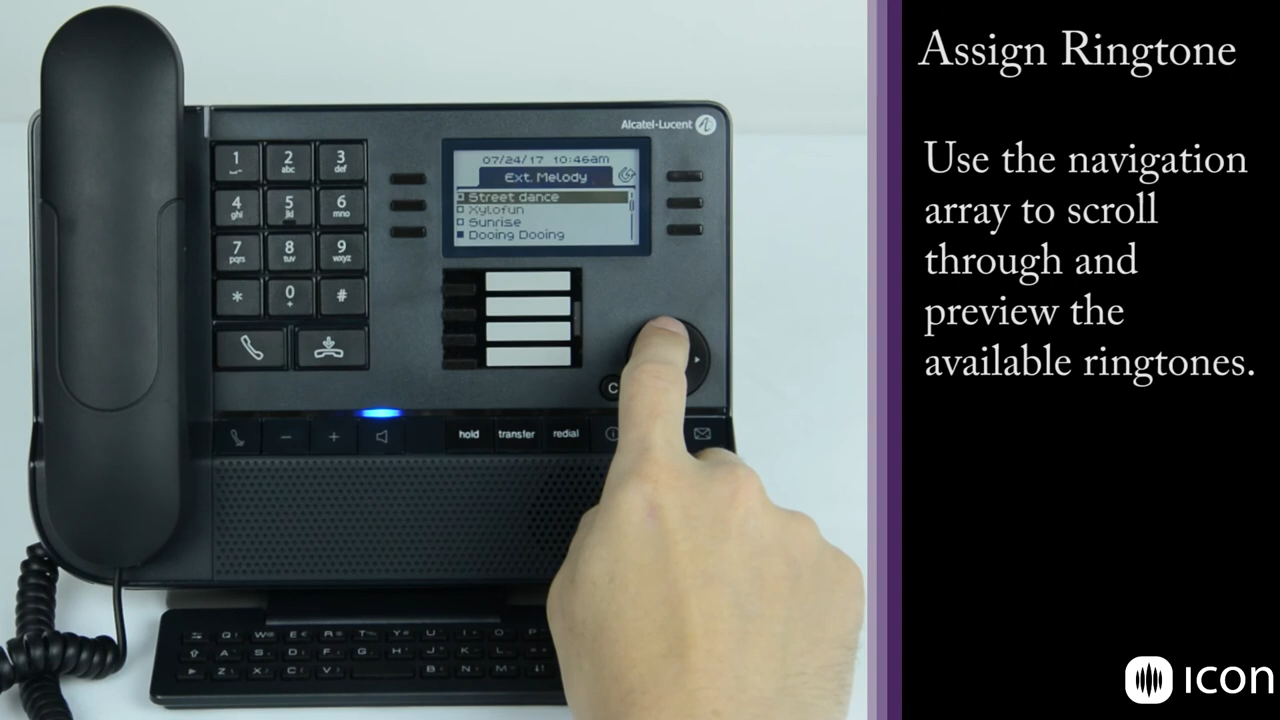 Assign Ringtone
Use the navigation
array to scroll
through and
preview the
available ringtones.
icon
Alcatel-Lucent
07/24/17 10:46am
Ext. Melody
Street dance
Xylofun
Sunrise
Dooing Dooing
1 2 abc 3 def
4 ghi 5 jkl 6 mno
7 pqrs 8 tuv 9 wxyz
* 0 + #
C
− + hold transfer redial i
Q W E R T Y U I O P
A S D F G H J K L
Z X C V B N M